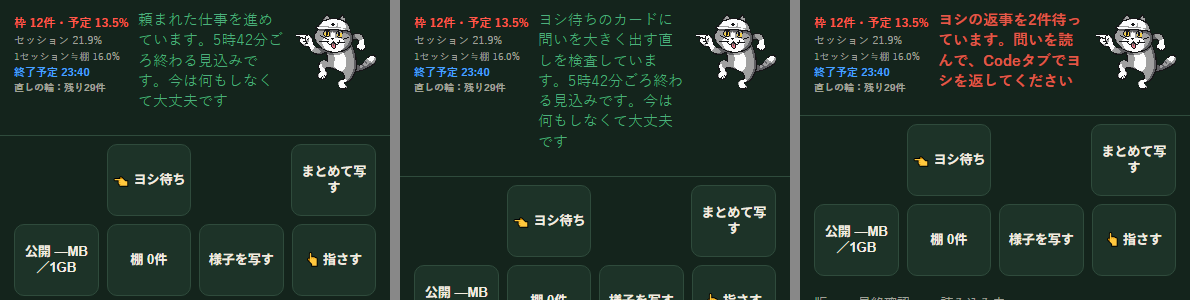 枠 12件・予定 13.5%
セッション 21.9%
1セッション≒棚 16.0%
終了予定 23:40
直しの輪：残り29件
頼まれた仕事を進め
ています。5時42分ご
ろ終わる見込みで
す。今は何もしなく
て大丈夫です
👈 ヨシ待ち
まとめて写
す
公開 —MB
／1GB
棚 0件
様子を写す
👆 指さす
枠 12件・予定 13.5%
セッション 21.9%
1セッション≒棚 16.0%
終了予定 23:40
直しの輪：残り29件
ヨシ待ちのカードに
問いを大きく出す直
しを検査していま
す。5時42分ごろ終わ
る見込みです。今は
何もしなくて大丈夫
です
👈 ヨシ待ち
まとめて写
す
公開 —MB
棚 0件
様子を写す
👆 指さす
枠 12件・予定 13.5%
セッション 21.9%
1セッション≒棚 16.0%
終了予定 23:40
直しの輪：残り29件
ヨシの返事を2件待っ
ています。問いを読
んで、Codeタブでヨ
シを返してください
👈 ヨシ待ち
まとめて写
す
公開 —MB
／1GB
棚 0件
様子を写す
👆 指さす